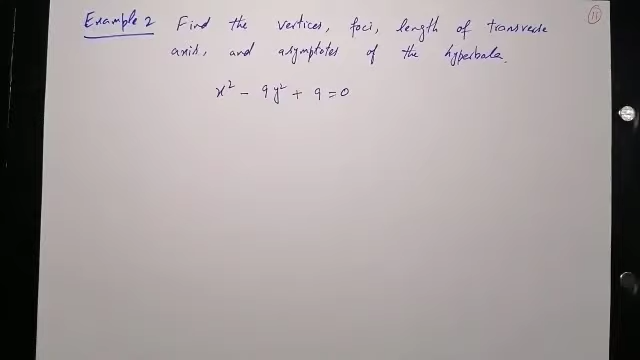 Example 2 Find the vertices, foci, length of transverse
axis, and asymptotes of the hyperbola.
x² - 9y² + 9 = 0